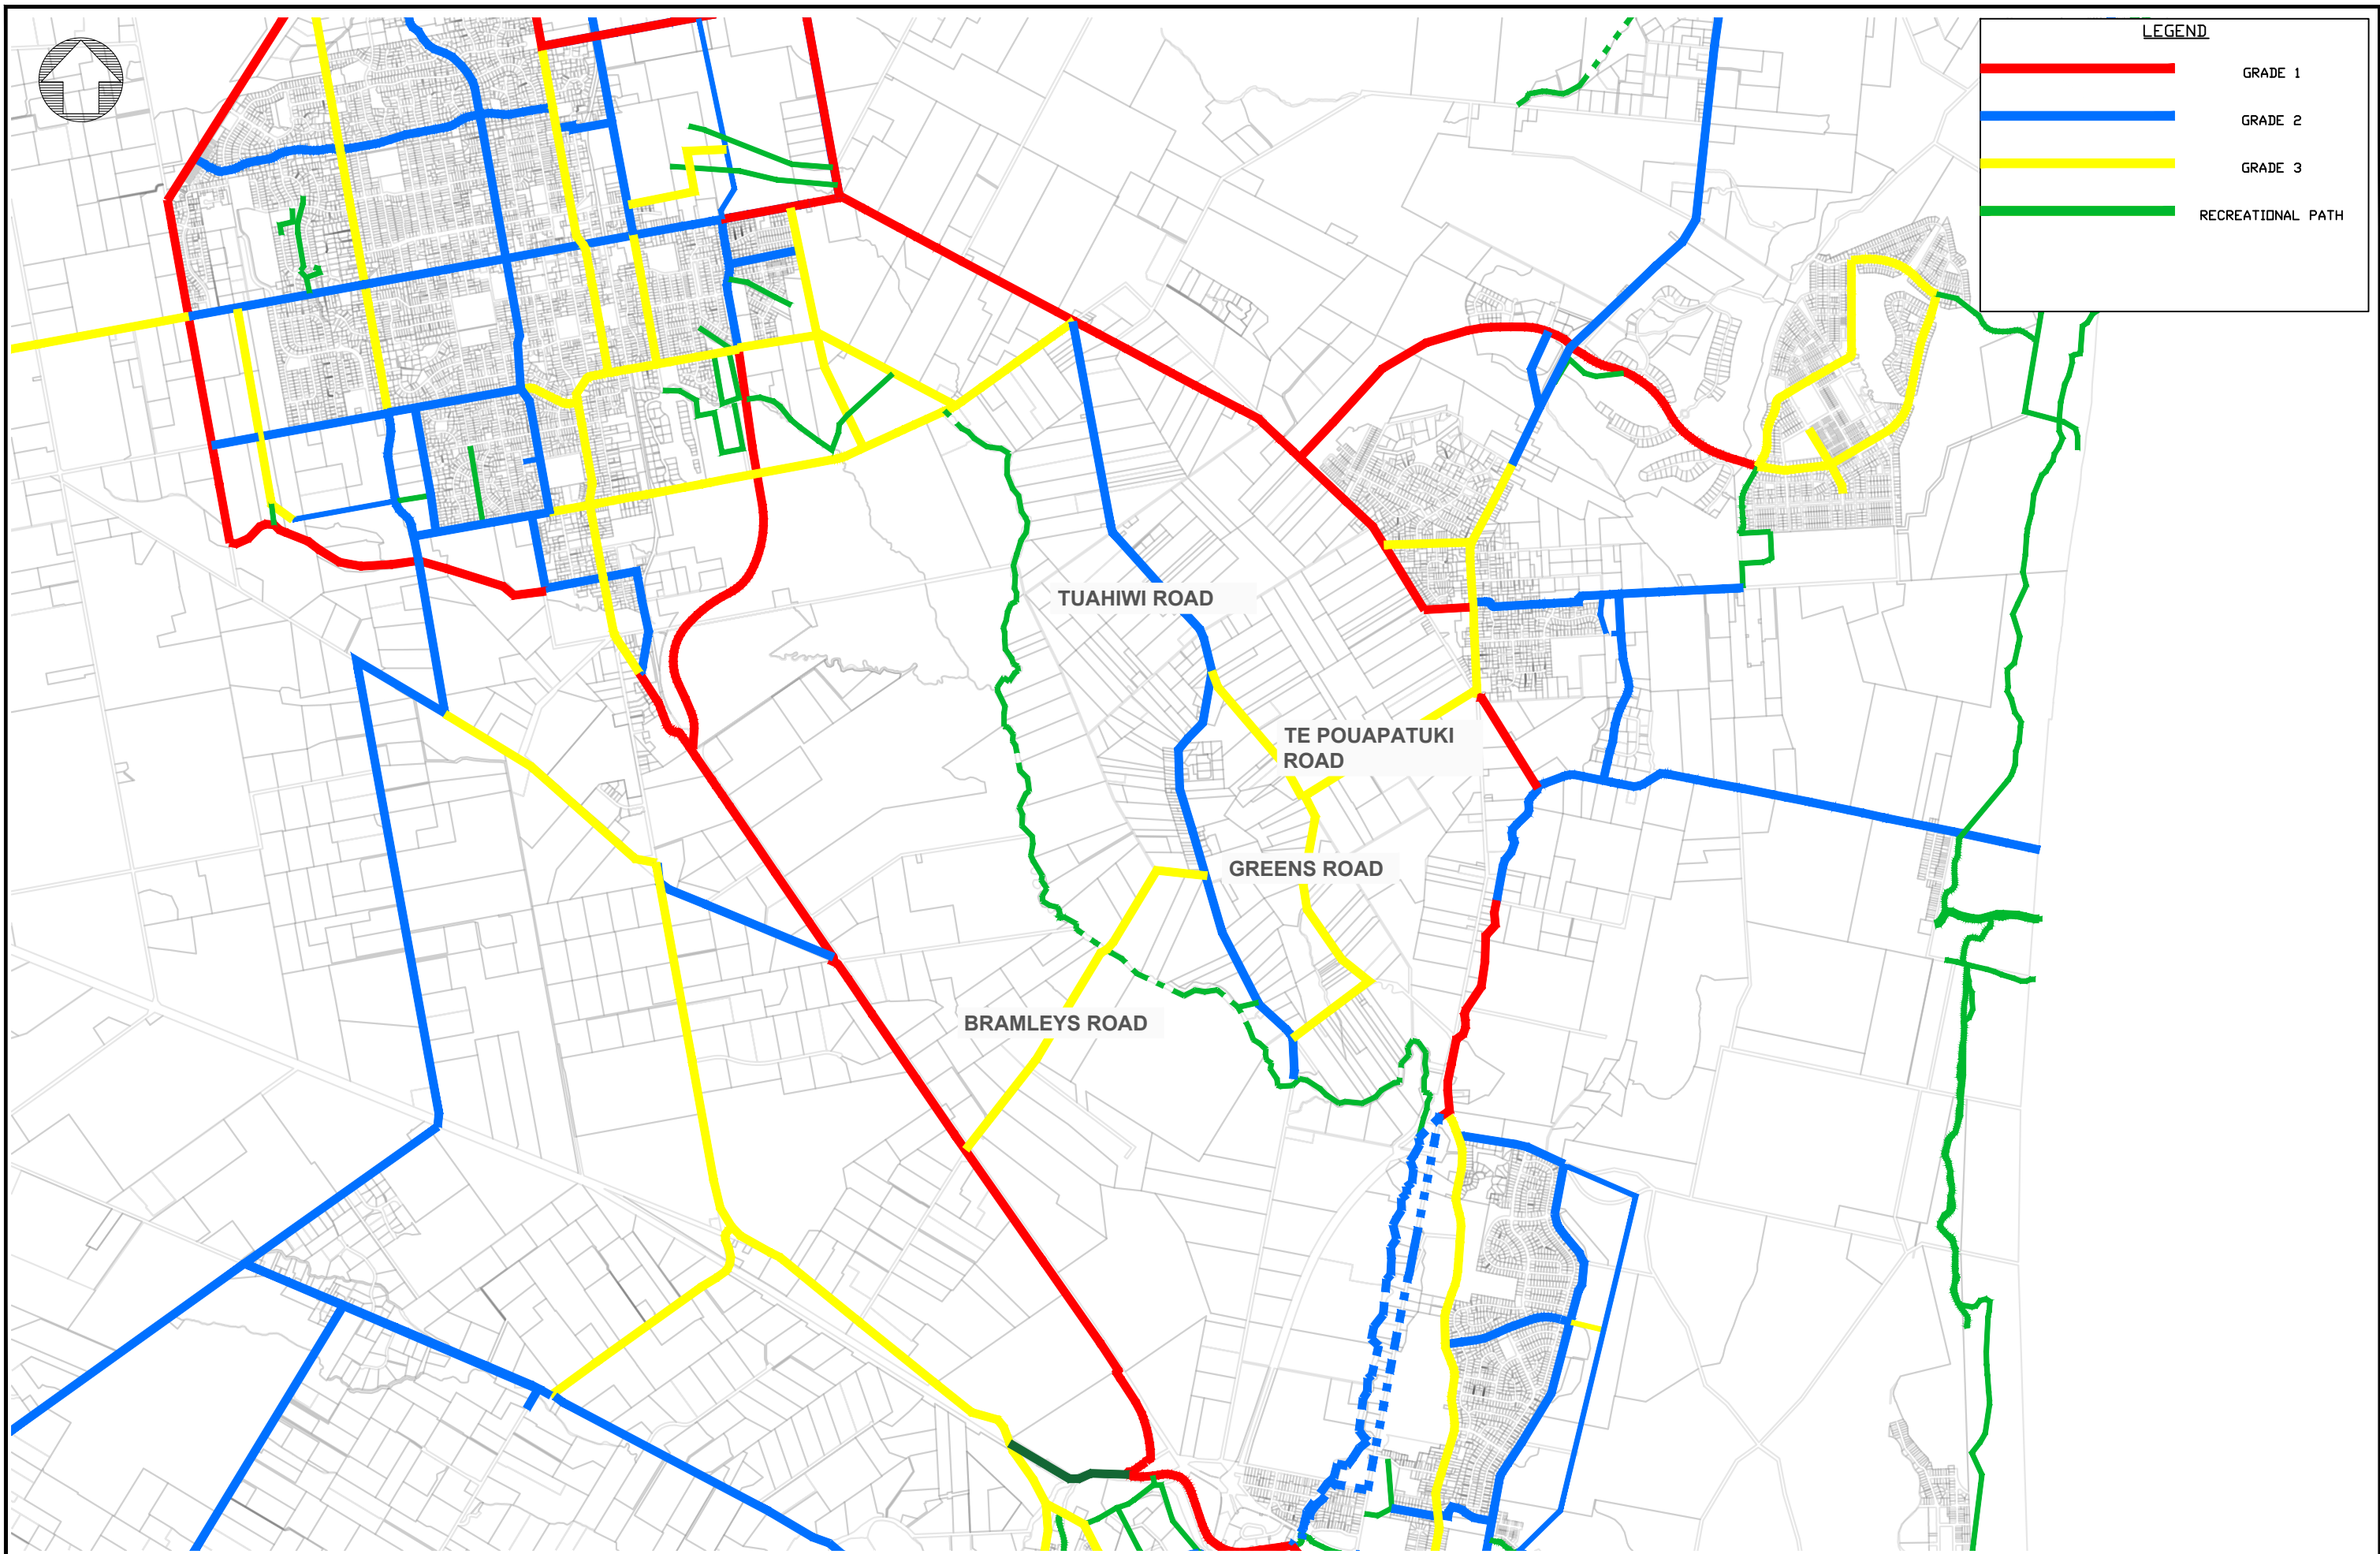 LEGEND
GRADE 1
GRADE 2
GRADE 3
RECREATIONAL PATH
TUAHIWI ROAD
TE POUAPATUKI
ROAD
GREENS ROAD
BRAMLEYS ROAD